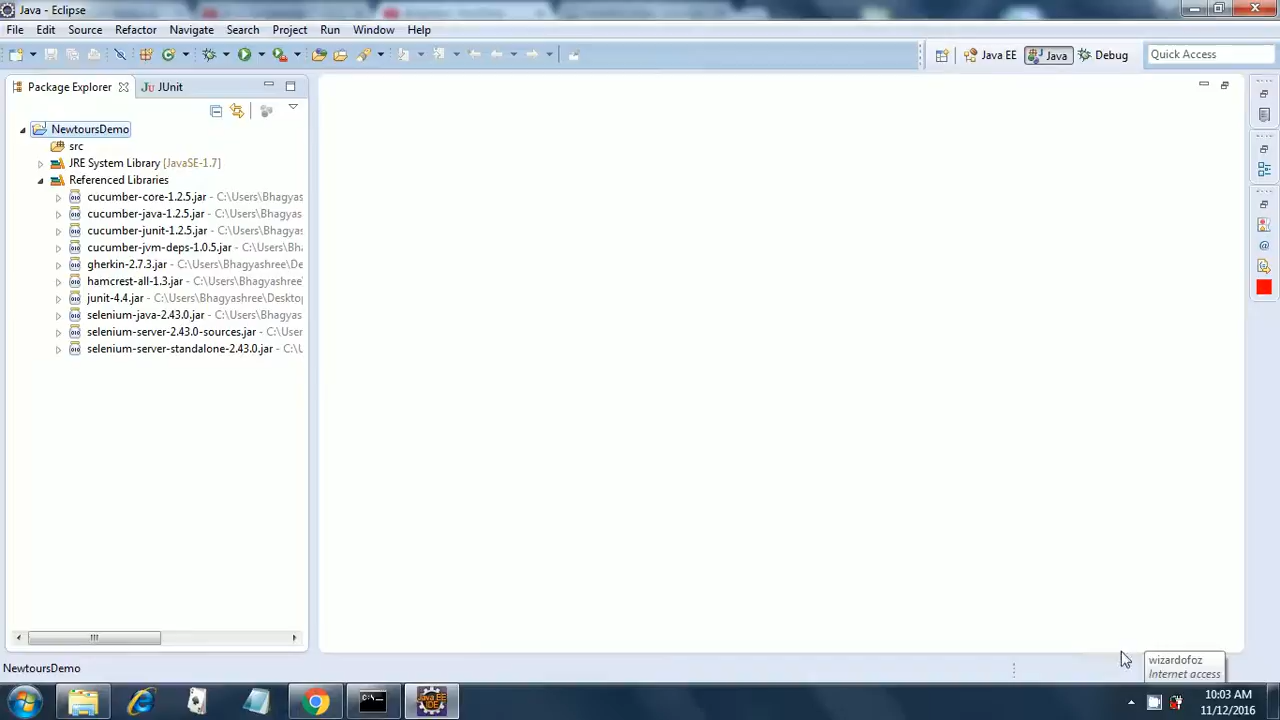 Java - Eclipse
File Edit Source Refactor Navigate Search Project Run Window Help
Java EE Java Debug Quick Access
Package Explorer JUnit
NewtoursDemo
src
JRE System Library [JavaSE-1.7]
Referenced Libraries
cucumber-core-1.2.5.jar - C:\Users\Bhagyas
cucumber-java-1.2.5.jar - C:\Users\Bhagyas
cucumber-junit-1.2.5.jar - C:\Users\Bhagyas
cucumber-jvm-deps-1.0.5.jar - C:\Users\Bha
gherkin-2.7.3.jar - C:\Users\Bhagyashree\De
hamcrest-all-1.3.jar - C:\Users\Bhagyashree
junit-4.4.jar - C:\Users\Bhagyashree\Deskto
selenium-java-2.43.0.jar - C:\Users\Bhagyas
selenium-server-2.43.0-sources.jar - C:\User
selenium-server-standalone-2.43.0.jar - C:\U
NewtoursDemo
wizardofoz
Internet access
Java EE
IDE
10:03 AM
11/12/2016